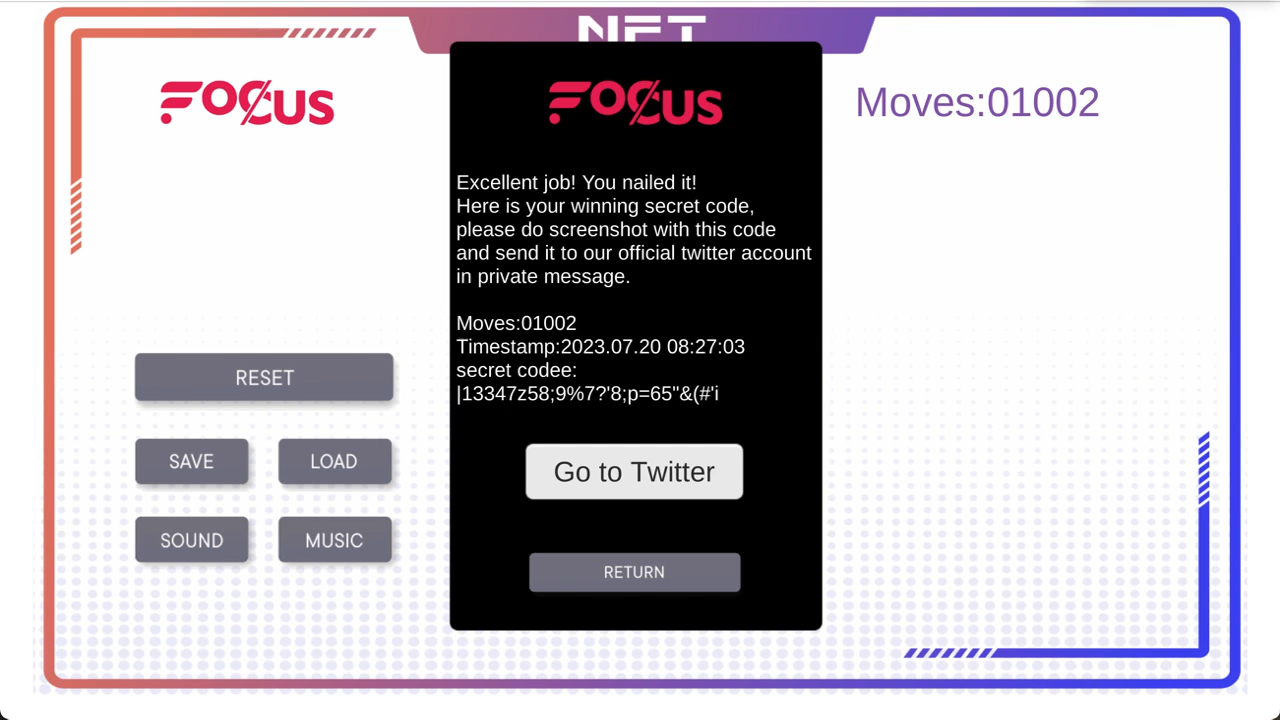 NFT
FOCUS
FOCUS
Moves:01002
Excellent job! You nailed it!
Here is your winning secret code,
please do screenshot with this code
and send it to our official twitter account
in private message.
Moves:01002
Timestamp:2023.07.20 08:27:03
secret codee:
|13347z58;9%7?'8;p=65"&(#'i
RESET
SAVE
LOAD
Go to Twitter
SOUND
MUSIC
RETURN